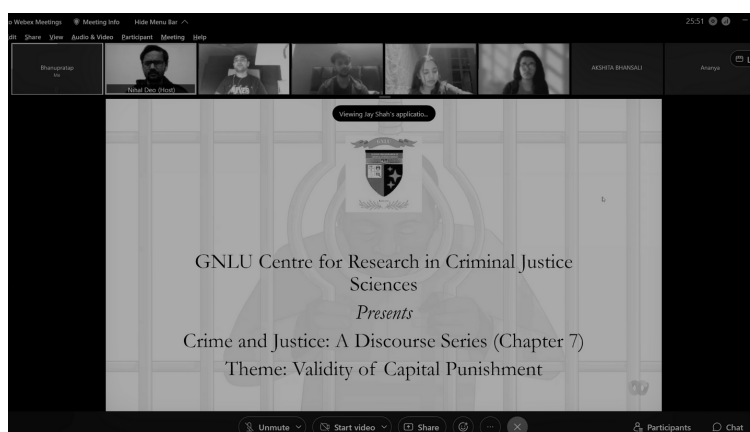 o Webex Meetings Meeting Info Hide Menu Bar 25:51
dit Share View Audio & Video Participant Meeting Help
Bhanupratap
Me
Nihal Deo (Host)
AKSHITA BHANSALI
Ananya
L
Viewing Jay Shah's applicatio...
GNLU Centre for Research in Criminal Justice
Sciences
Presents
Crime and Justice: A Discourse Series (Chapter 7)
Theme: Validity of Capital Punishment
Unmute Start video Share Participants Chat